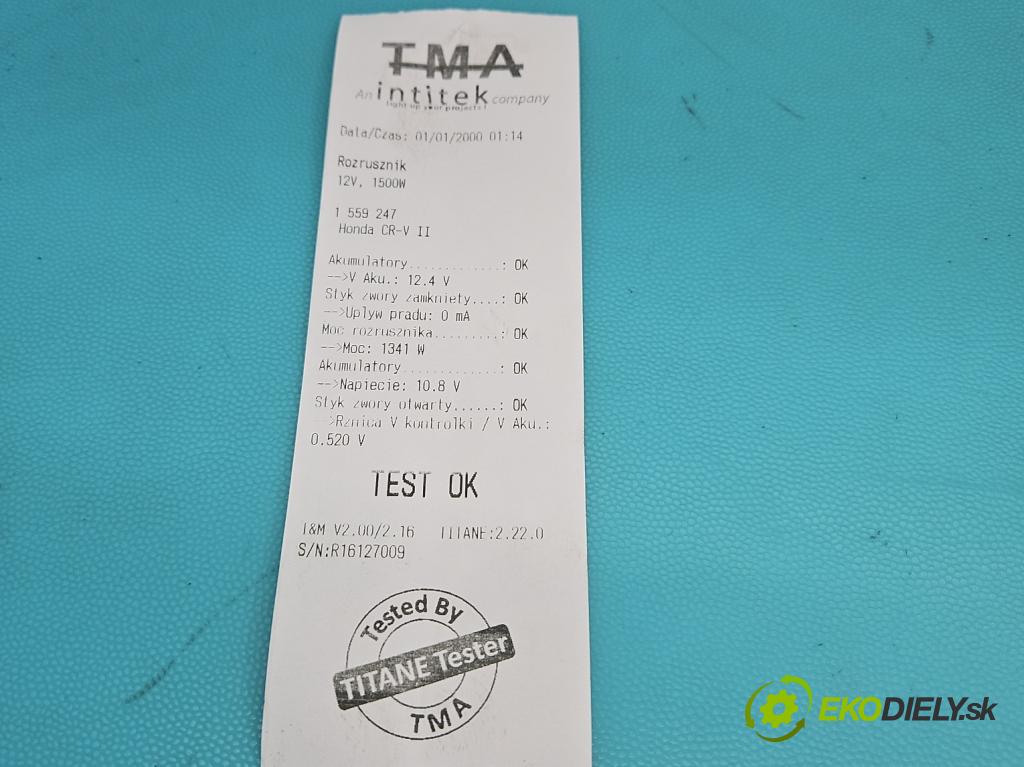 TMA
An intitek company
light up your projects !
Data/Czas: 01/01/2000 01:14
Rozrusznik
12V, 1500W
1 559 247
Honda CR-V II
Akumulatory.............: OK
-->V Aku.: 12.4 V
Styk zwory zamkniety....: OK
-->Uplyw pradu: 0 mA
Moc rozrusznika.........: OK
-->Moc: 1341 W
Akumulatory.............: OK
-->Napiecie: 10.8 V
Styk zwory otwarty......: OK
-->Rznica V kontrolki / V Aku.:
0.520 V
TEST OK
T&M V2.00/2.16 TITANE:2.22.0
S/N:R16127009
Tested By
TITANE Tester
TMA
EKODIELY.sk